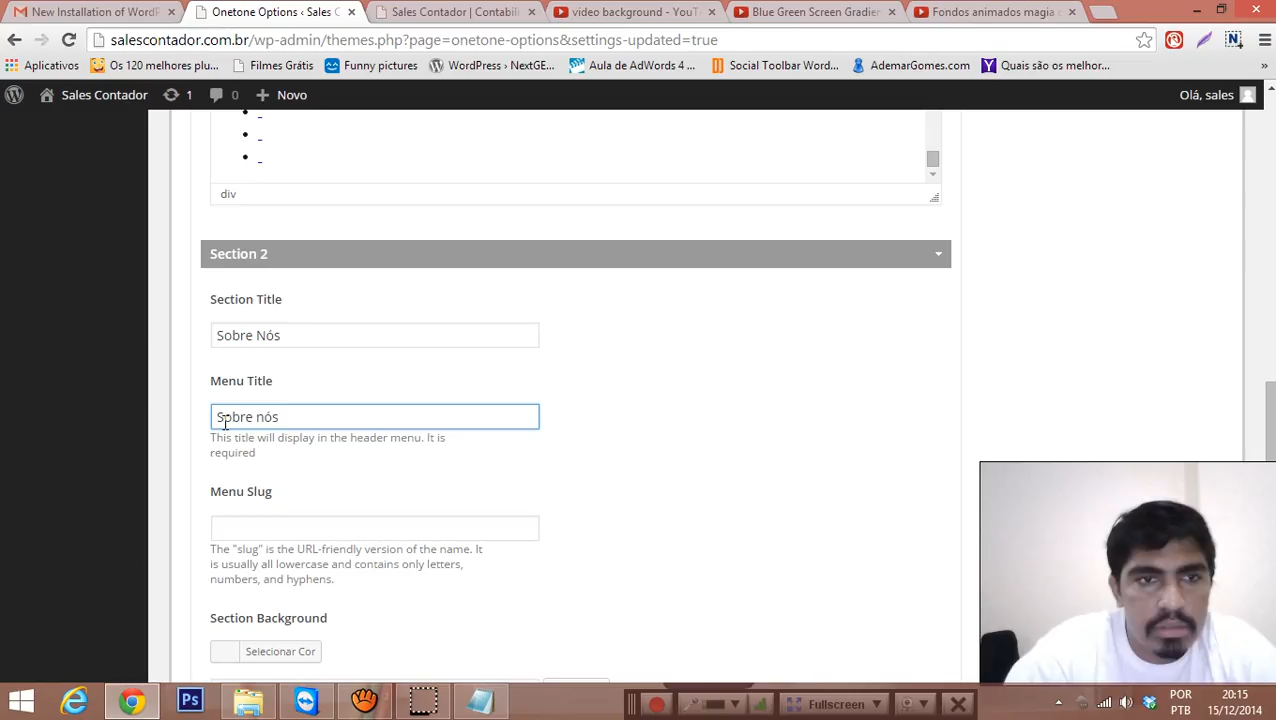 New Installation of WordP
Onetone Options ‹ Sales C
Sales Contador | Contabili
video background - YouT
Blue Green Screen Gradien
Fondos animados magia c
salescontador.com.br/wp-admin/themes.php?page=onetone-options&settings-updated=true
Aplicativos
Os 120 melhores plu...
Filmes Grátis
Funny pictures
WordPress › NextGE...
Aula de AdWords 4 ...
Social Toolbar Word...
AdemarGomes.com
Quais são os melhor...
Sales Contador
1
0
Novo
Olá, sales
div
Section 2
Section Title
Sobre Nós
Menu Title
Sobre nós
This title will display in the header menu. It is
required
Menu Slug
The "slug" is the URL-friendly version of the name. It
is usually all lowercase and contains only letters,
numbers, and hyphens.
Section Background
Selecionar Cor
Ps
Fullscreen
POR
PTB
20:15
15/12/2014